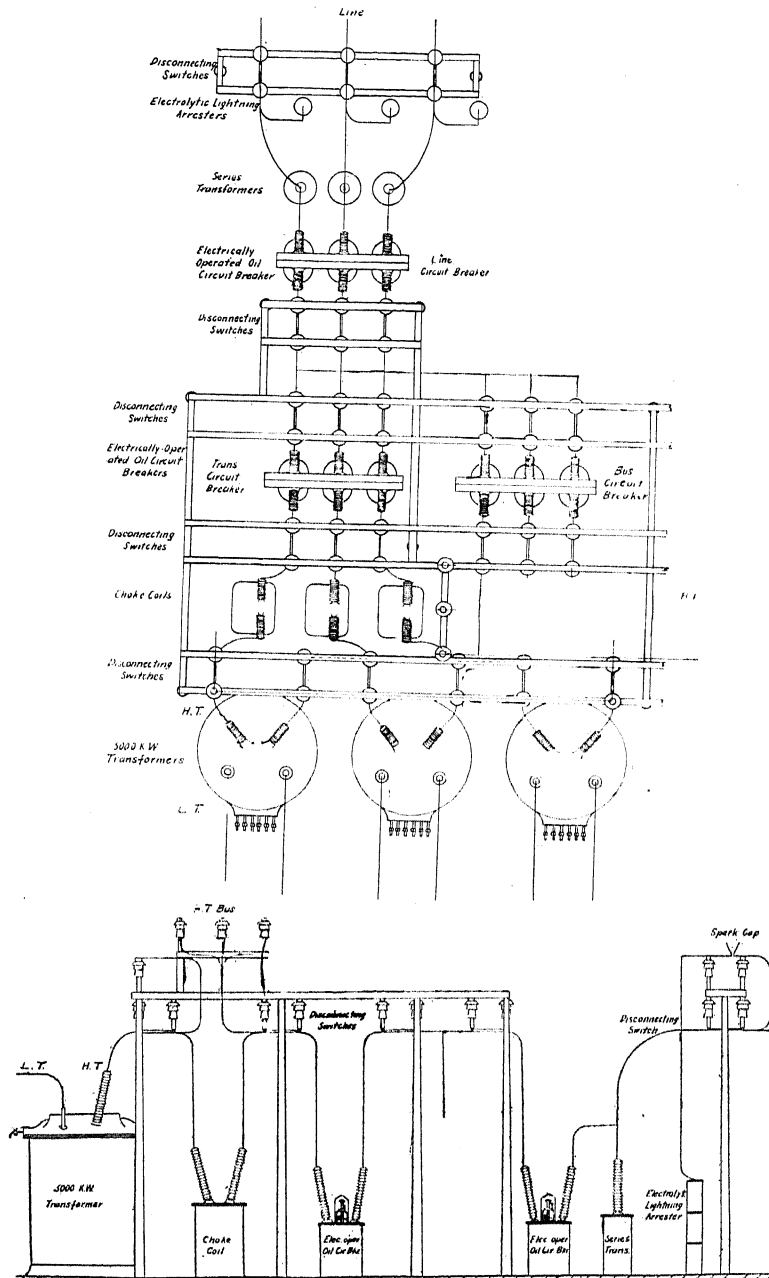 Line
Disconnecting
Switches
Electrolytic Lightning
Arresters
Series
Transformers
Electrically
Operated Oil
Circuit Breaker
Line
Circuit Breaker
Disconnecting
Switches
Disconnecting
Switches
Electrically-Oper
ated Oil Circuit
Breakers
Trans
Circuit
Breaker
Bus
Circuit
Breaker
Disconnecting
Switches
Choke Coils
Disconnecting
Switches
H.T.
5000 K.W
Transformers
L. T.
H.T Bus
Spark Gap
Disconnecting
Switches
Disconnecting
Switch
L. T.
H.T
5000 K.W.
Transformer
Choke
Coil
Elec. oper
Oil Cir Bkr
Elec oper
Oil Cir Bkr
Series
Trans.
Electrolyt
Lightning
Arrester